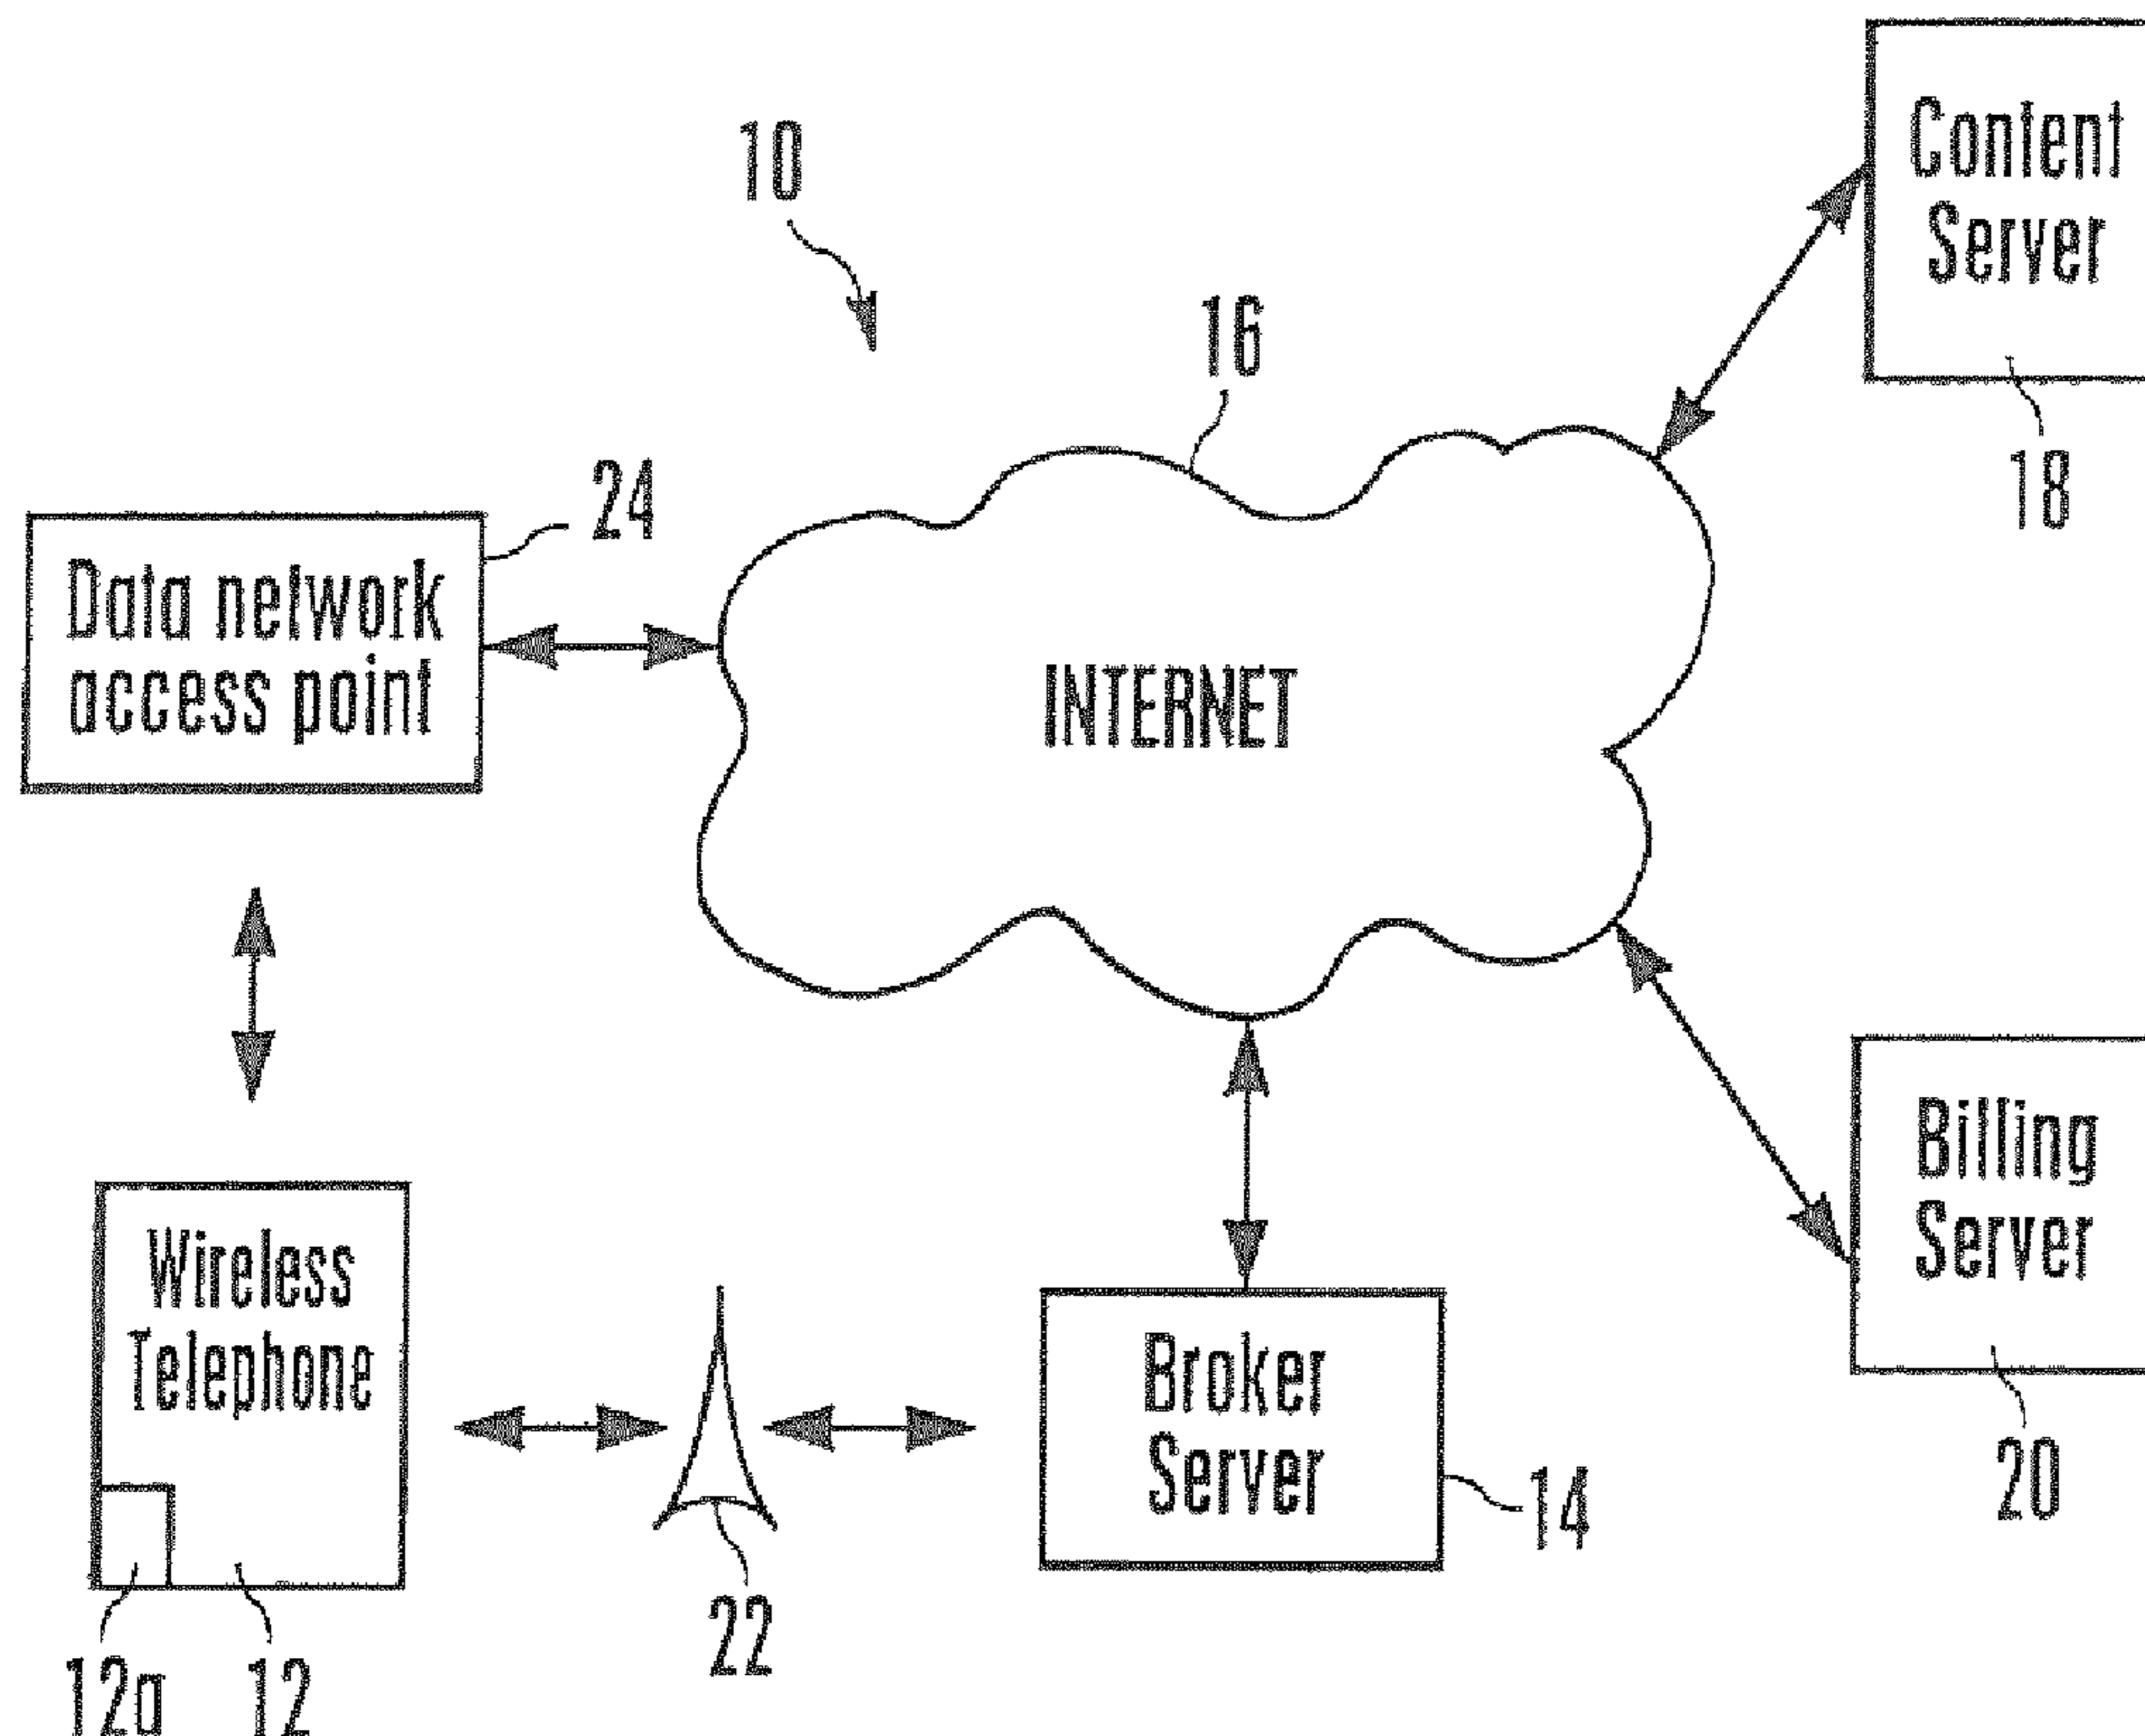 10
Content
Server
18
16
24
Data network
access point
INTERNET
Billing
Server
20
Wireless
Telephone
Broker
Server
14
22
12a
12